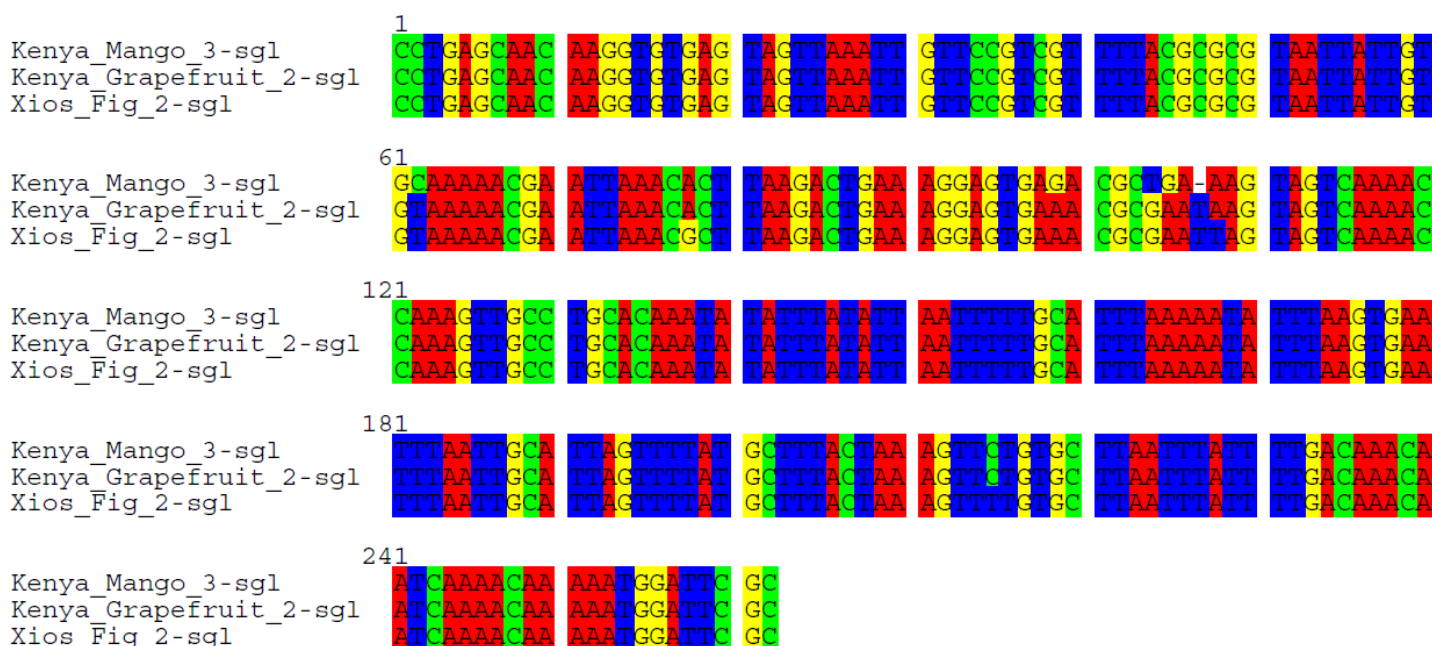 1
Kenya_Mango_3-sgl CCTGAGCAAC AAGGTGTGAG TAGTTAAATT GTTCCGTCGT TTTACGCGCG TAATTATTGT
Kenya_Grapefruit_2-sgl CCTGAGCAAC AAGGTGTGAG TAGTTAAATT GTTCCGTCGT TTTACGCGCG TAATTATTGT
Xios_Fig_2-sgl CCTGAGCAAC AAGGTGTGAG TAGTTAAATT GTTCCGTCGT TTTACGCGCG TAATTATTGT
61
Kenya_Mango_3-sgl GCAAAAACGA ATTAAACACT TAAGACTGAA AGGAGTGAGA CGCTGA-AAG TAGTCAAAAC
Kenya_Grapefruit_2-sgl GTAAAAACGA ATTAAACACT TAAGACTGAA AGGAGTGAAA CGCGAATAAG TAGTCAAAAC
Xios_Fig_2-sgl GTAAAAACGA ATTAAACGCT TAAGACTGAA AGGAGTGAAA CGCGAATTAG TAGTCAAAAC
121
Kenya_Mango_3-sgl CAAAGTTGCC TGCACAAATA TATTTATATT AATTTTTGCA TTTAAAAATA TTTAAGTGAA
Kenya_Grapefruit_2-sgl CAAAGTTGCC TGCACAAATA TATTTATATT AATTTTTGCA TTTAAAAATA TTTAAGTGAA
Xios_Fig_2-sgl CAAAGTTGCC TGCACAAATA TATTTATATT AATTTTTGCA TTTAAAAATA TTTAAGTGAA
181
Kenya_Mango_3-sgl TTTAATTGCA TTAGTTTTAT GCTTTACTAA AGTTCTGTGC TTAATTTATT TTGACAAACA
Kenya_Grapefruit_2-sgl TTTAATTGCA TTAGTTTTAT GCTTTACTAA AGTTCTGTGC TTAATTTATT TTGACAAACA
Xios_Fig_2-sgl TTTAATTGCA TTAGTTTTAT GCTTTACTAA AGTTTTGTGC TTAATTTATT TTGACAAACA
241
Kenya_Mango_3-sgl ATCAAAACAA AAATGGATTC GC
Kenya_Grapefruit_2-sgl ATCAAAACAA AAATGGATTC GC
Xios_Fig_2-sgl ATCAAAACAA AAATGGATTC GC